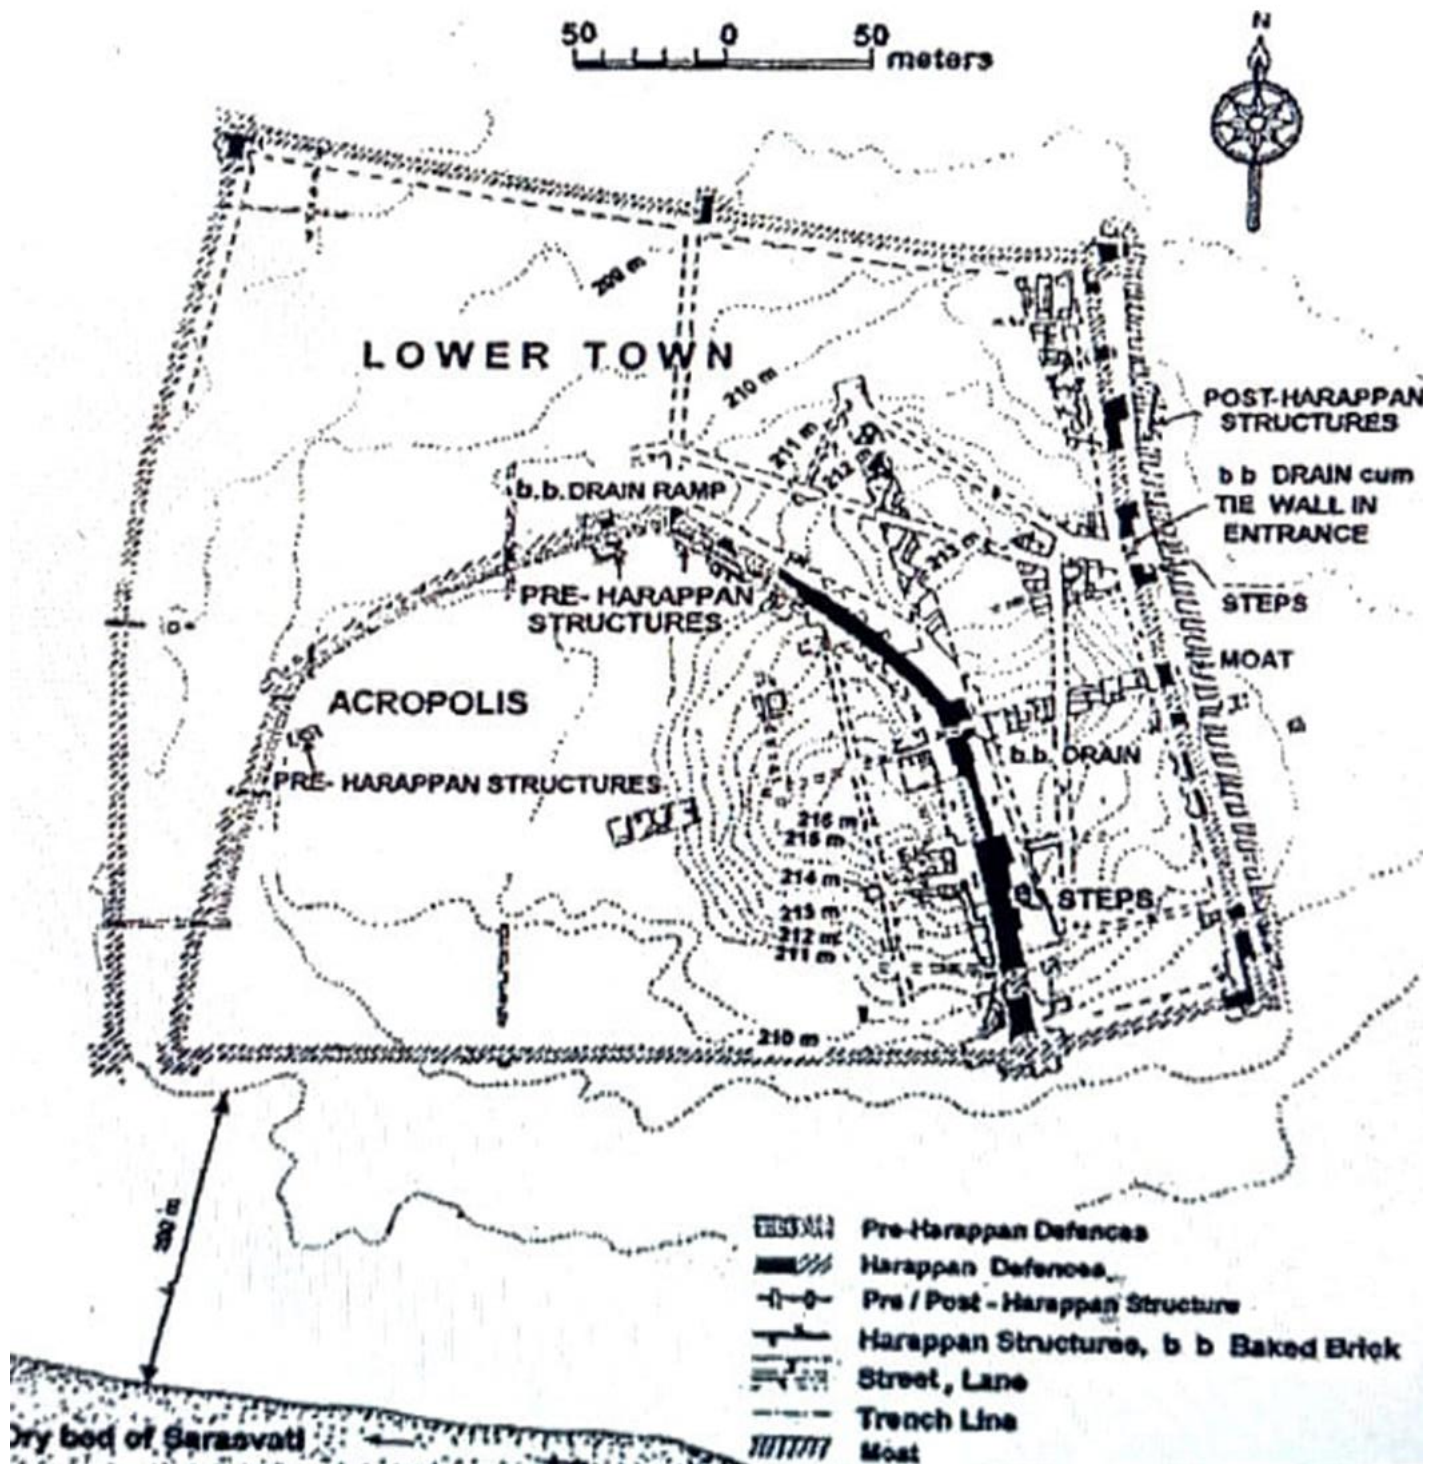 50 0 50
meters
N
209 m
LOWER TOWN
210 m
POST-HARAPPAN
STRUCTURES
211 m
212
b.b. DRAIN RAMP
b b DRAIN cum
TIE WALL IN
ENTRANCE
213 m
PRE-HARAPPAN
STRUCTURES
STEPS
MOAT
ACROPOLIS
b.b. DRAIN
PRE-HARAPPAN STRUCTURES
216 m
215 m
214 m
STEPS
213 m
212 m
211 m
210 m
Pre-Harappan Defences
Harappan Defences
Pre / Post - Harappan Structure
Harappan Structures, b b Baked Brick
Street, Lane
Trench Line
Dry bed of Sarasvati
Moat